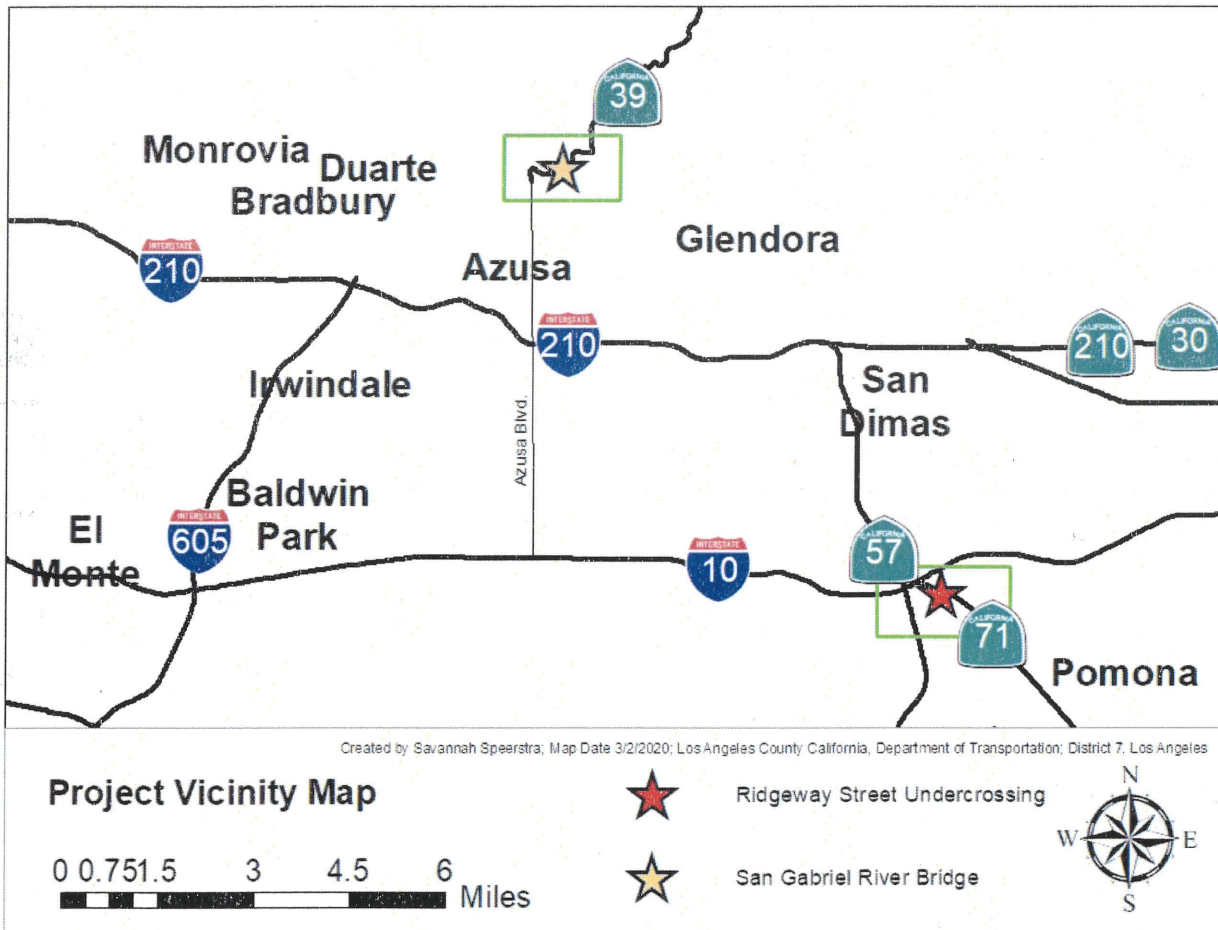 CALIFORNIA
39
Monrovia
Duarte
Bradbury
Glendora
Azusa
INTERSTATE
210
INTERSTATE
210
CALIFORNIA
210
CALIFORNIA
30
San
Dimas
Irwindale
Azusa Blvd.
Baldwin
Park
El
Monte
INTERSTATE
605
INTERSTATE
10
CALIFORNIA
57
CALIFORNIA
71
Pomona
Created by Savannah Speerstra; Map Date 3/2/2020; Los Angeles County California, Department of Transportation; District 7, Los Angeles
Project Vicinity Map
0 0.75 1.5 3 4.5 6
Miles
Ridgeway Street Undercrossing
San Gabriel River Bridge
N
W
E
S